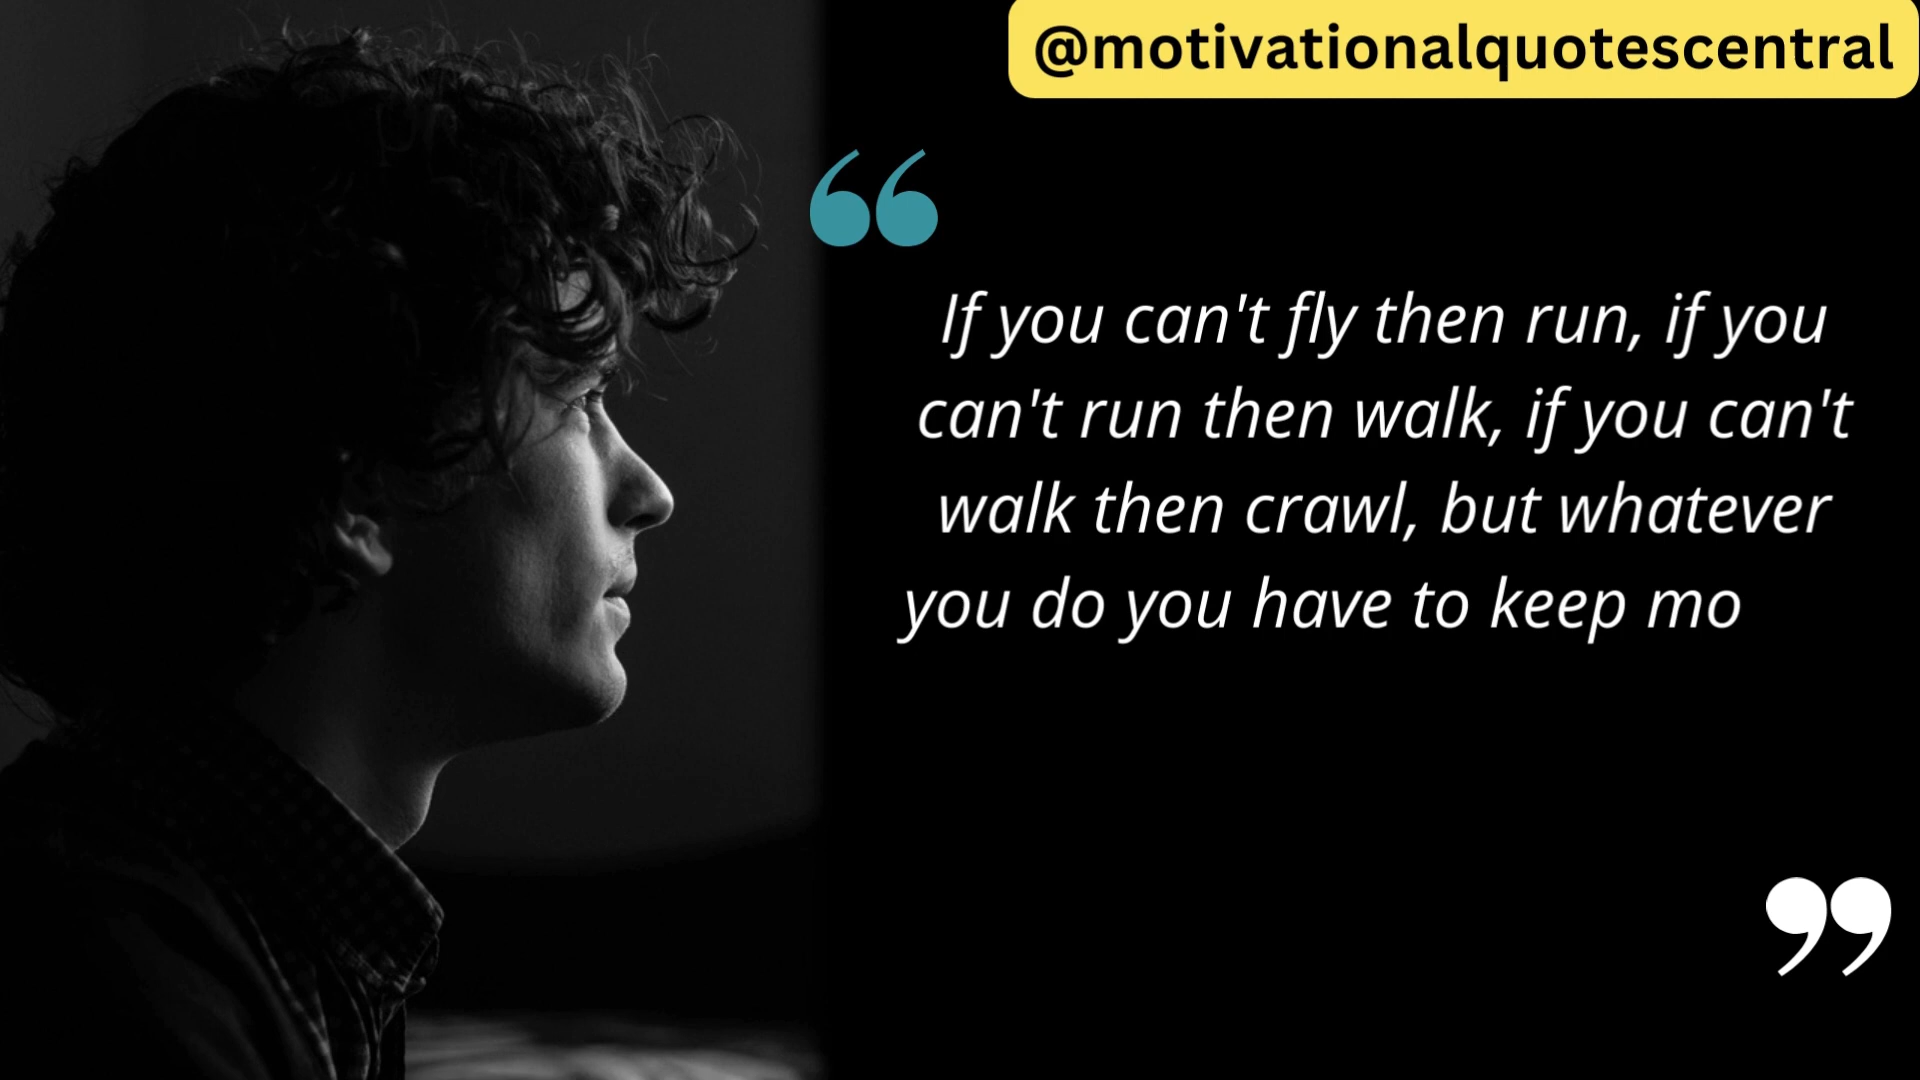 @motivationalquotescentral
“
If you can't fly then run, if you
can't run then walk, if you can't
walk then crawl, but whatever
you do you have to keep mo
”